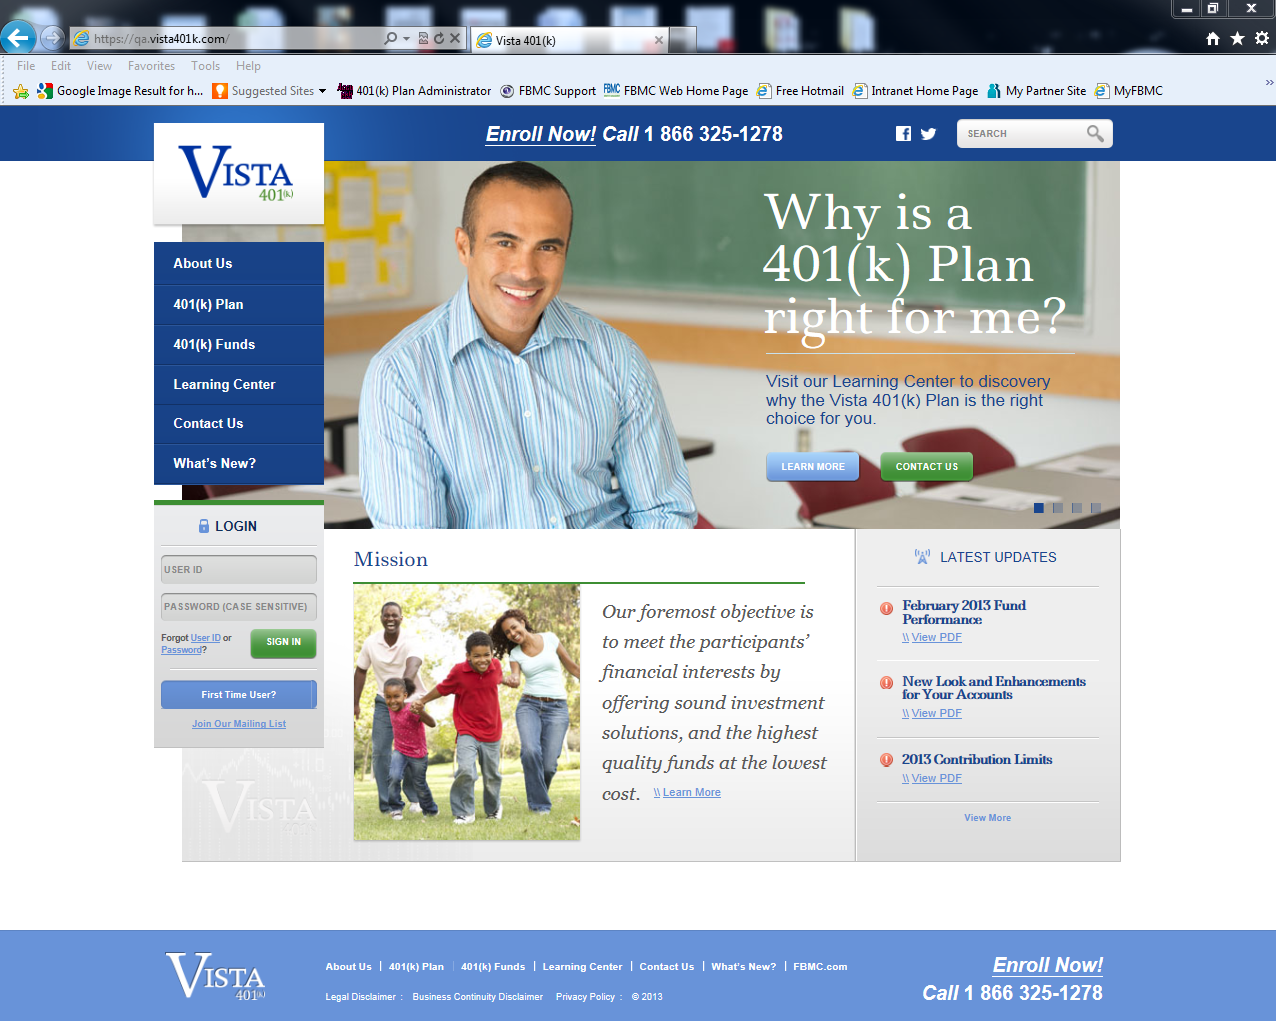 https://qa.vista401k.com/
Vista 401(k)
File Edit View Favorites Tools Help
Google Image Result for h... Suggested Sites 401(k) Plan Administrator FBMC Support FBMC Web Home Page Free Hotmail Intranet Home Page My Partner Site MyFBMC
Enroll Now! Call 1 866 325-1278
SEARCH
VISTA
401(k)
About Us
401(k) Plan
401(k) Funds
Learning Center
Contact Us
What's New?
Why is a
401(k) Plan
right for me?
Visit our Learning Center to discovery
why the Vista 401(k) Plan is the right
choice for you.
LEARN MORE CONTACT US
LOGIN
USER ID
PASSWORD (CASE SENSITIVE)
Forgot User ID or
Password?
SIGN IN
First Time User?
Join Our Mailing List
VISTA
401(k)
Mission
Our foremost objective is
to meet the participants'
financial interests by
offering sound investment
solutions, and the highest
quality funds at the lowest
cost. \\ Learn More
LATEST UPDATES
February 2013 Fund
Performance
\\ View PDF
New Look and Enhancements
for Your Accounts
\\ View PDF
2013 Contribution Limits
\\ View PDF
View More
VISTA
401(k)
About Us | 401(k) Plan | 401(k) Funds | Learning Center | Contact Us | What's New? | FBMC.com
Legal Disclaimer : Business Continuity Disclaimer Privacy Policy : © 2013
Enroll Now!
Call 1 866 325-1278